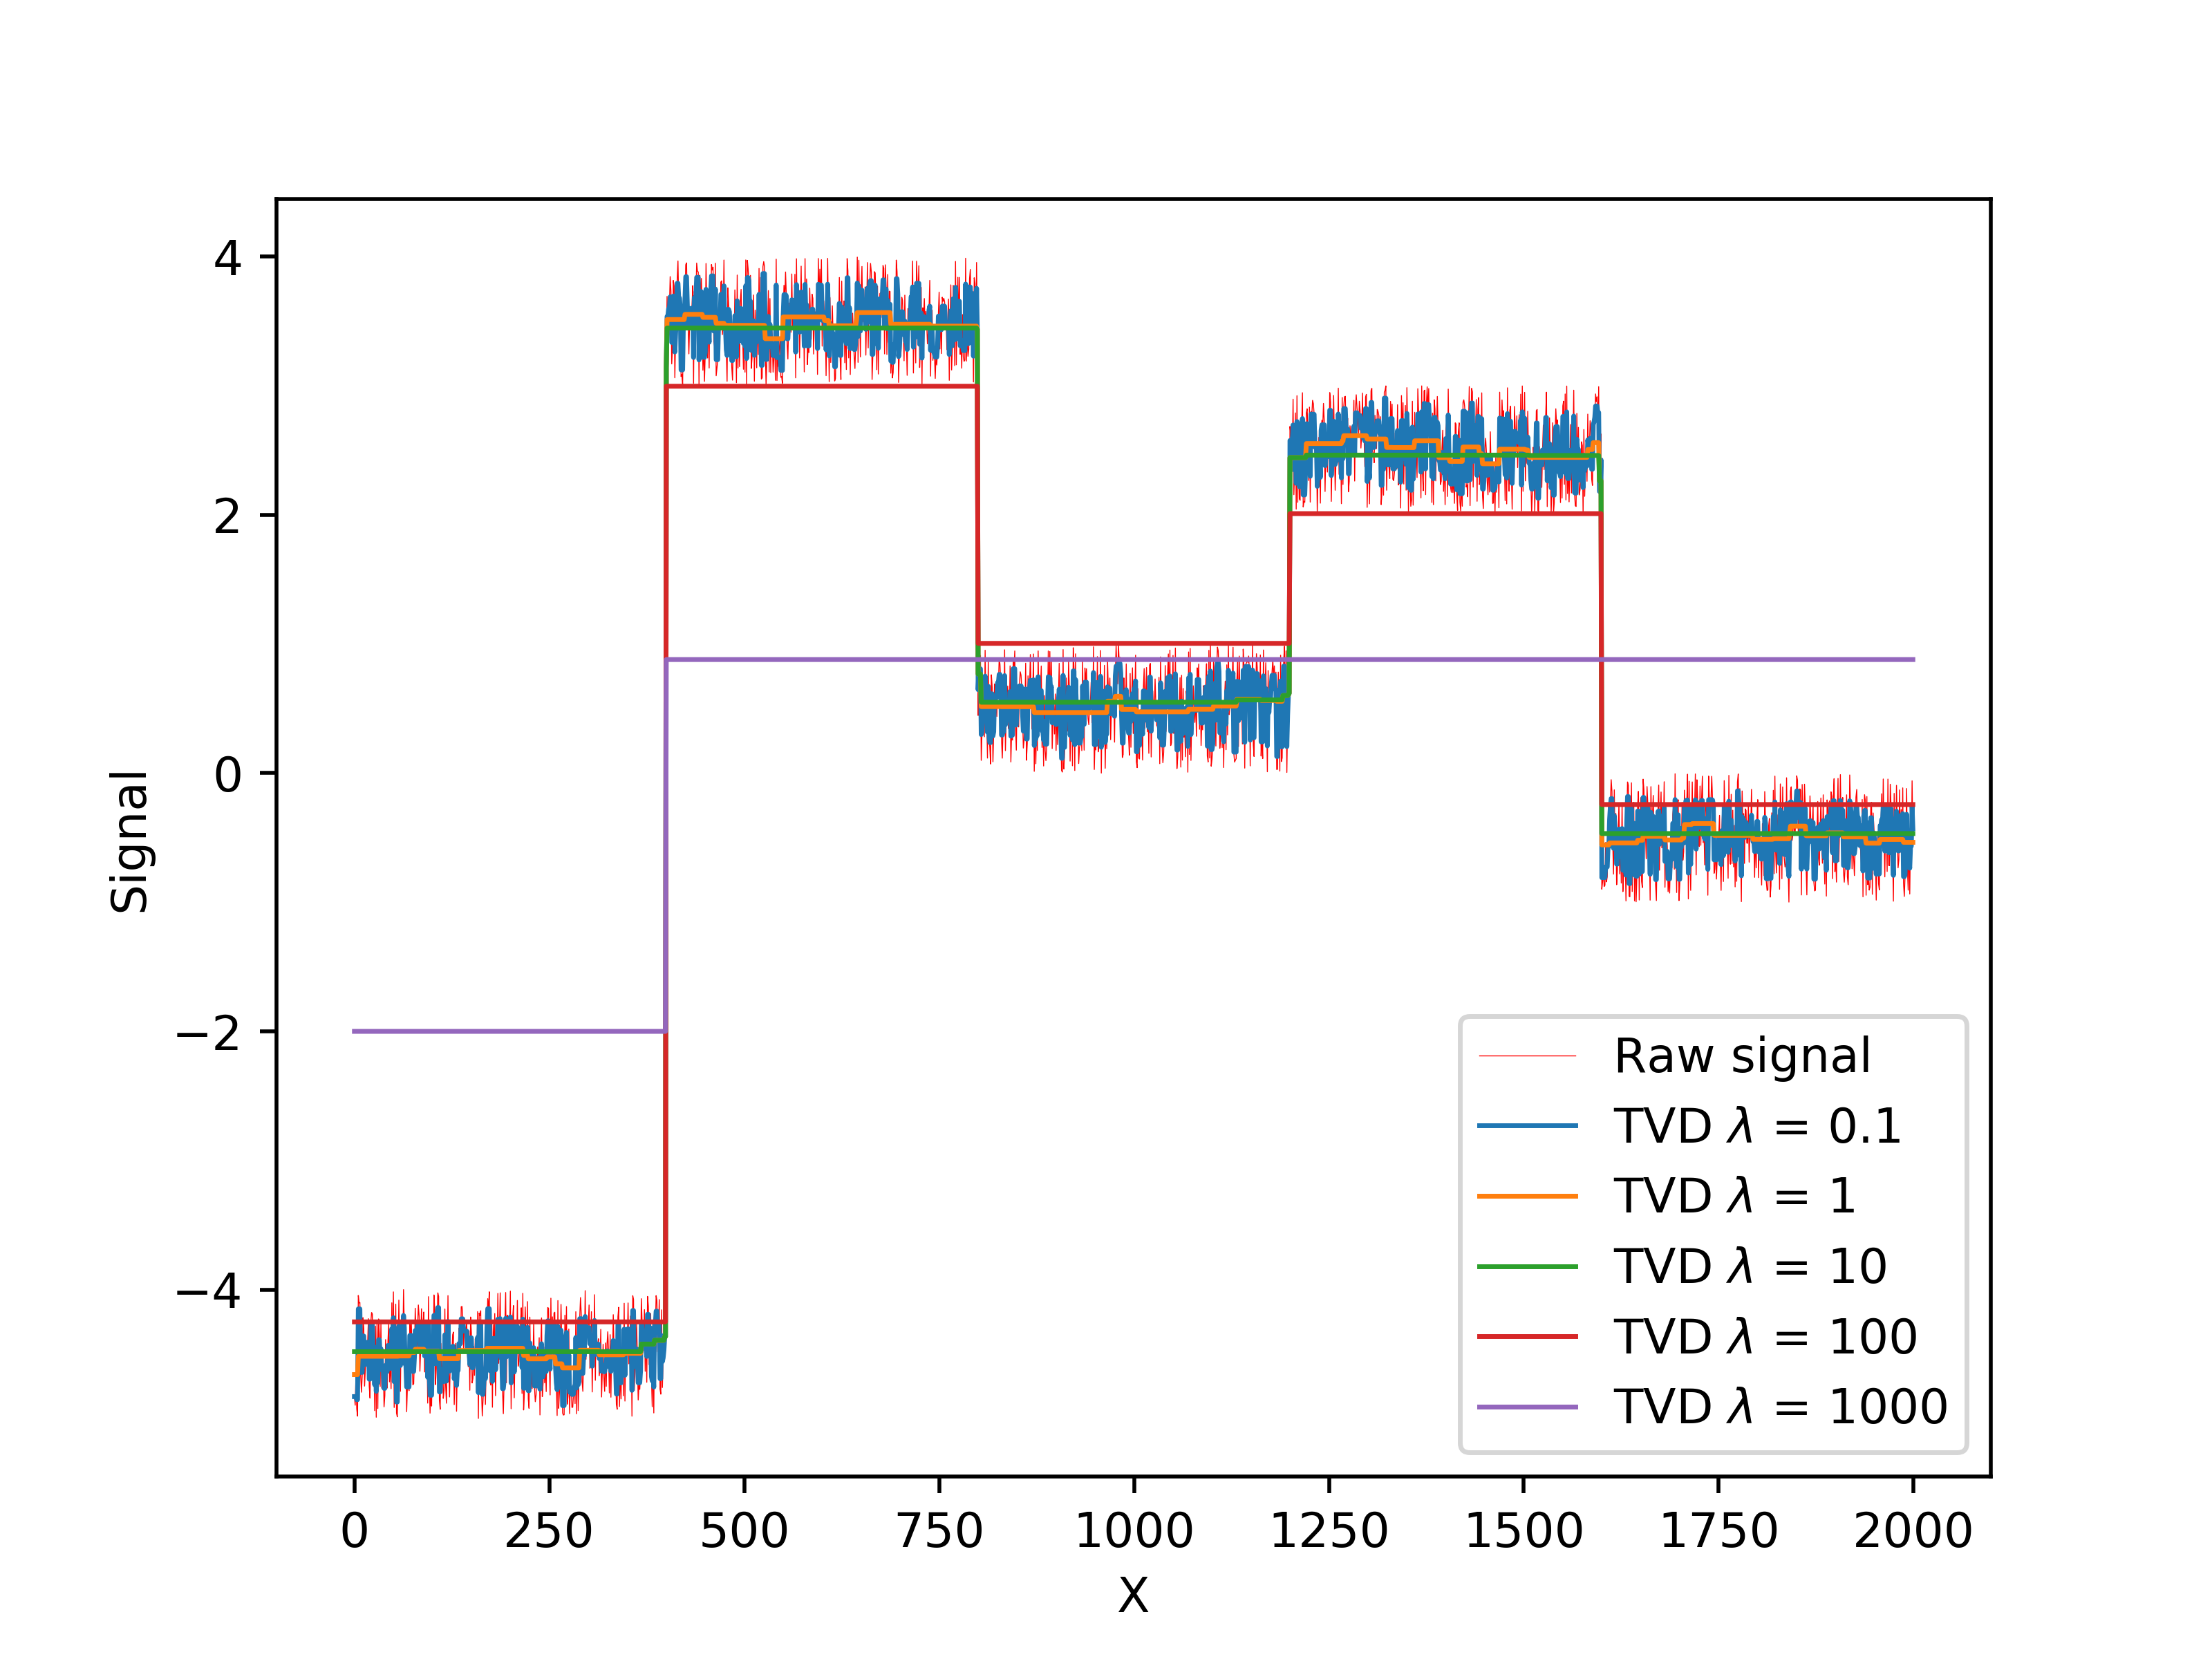 4
2
0
−2
−4
Signal
0 250 500 750 1000 1250 1500 1750 2000
X
Raw signal
TVD λ = 0.1
TVD λ = 1
TVD λ = 10
TVD λ = 100
TVD λ = 1000